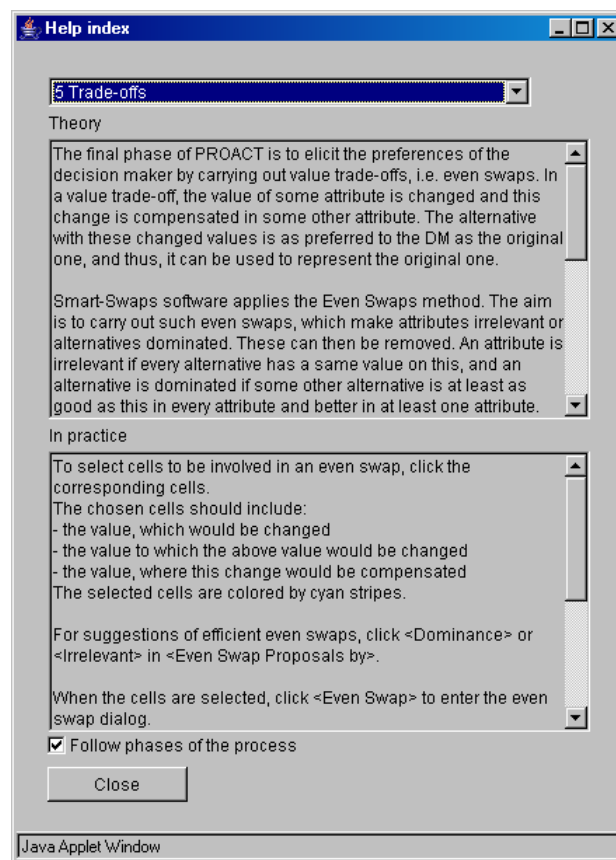 Help index
5 Trade-offs
Theory
The final phase of PROACT is to elicit the preferences of the
decision maker by carrying out value trade-offs, i.e. even swaps. In
a value trade-off, the value of some attribute is changed and this
change is compensated in some other attribute. The alternative
with these changed values is as preferred to the DM as the original
one, and thus, it can be used to represent the original one.
Smart-Swaps software applies the Even Swaps method. The aim
is to carry out such even swaps, which make attributes irrelevant or
alternatives dominated. These can then be removed. An attribute is
irrelevant if every alternative has a same value on this, and an
alternative is dominated if some other alternative is at least as
good as this in every attribute and better in at least one attribute.
In practice
To select cells to be involved in an even swap, click the
corresponding cells.
The chosen cells should include:
- the value, which would be changed
- the value to which the above value would be changed
- the value, where this change would be compensated
The selected cells are colored by cyan stripes.
For suggestions of efficient even swaps, click <Dominance> or
<Irrelevant> in <Even Swap Proposals by>.
When the cells are selected, click <Even Swap> to enter the even
swap dialog.
Follow phases of the process
Close
Java Applet Window